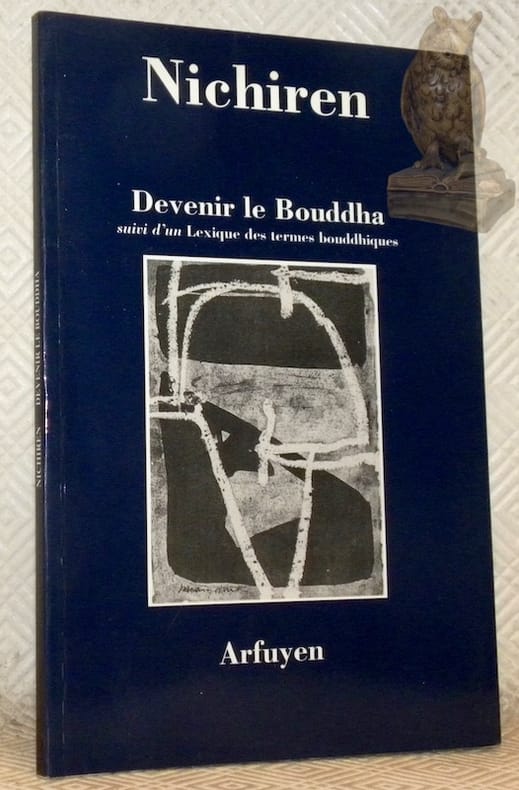 Nichiren
Devenir le Bouddha
suivi d'un Lexique des termes bouddhiques
Arfuyen
NICHIREN DEVENIR LE BOUDDHA